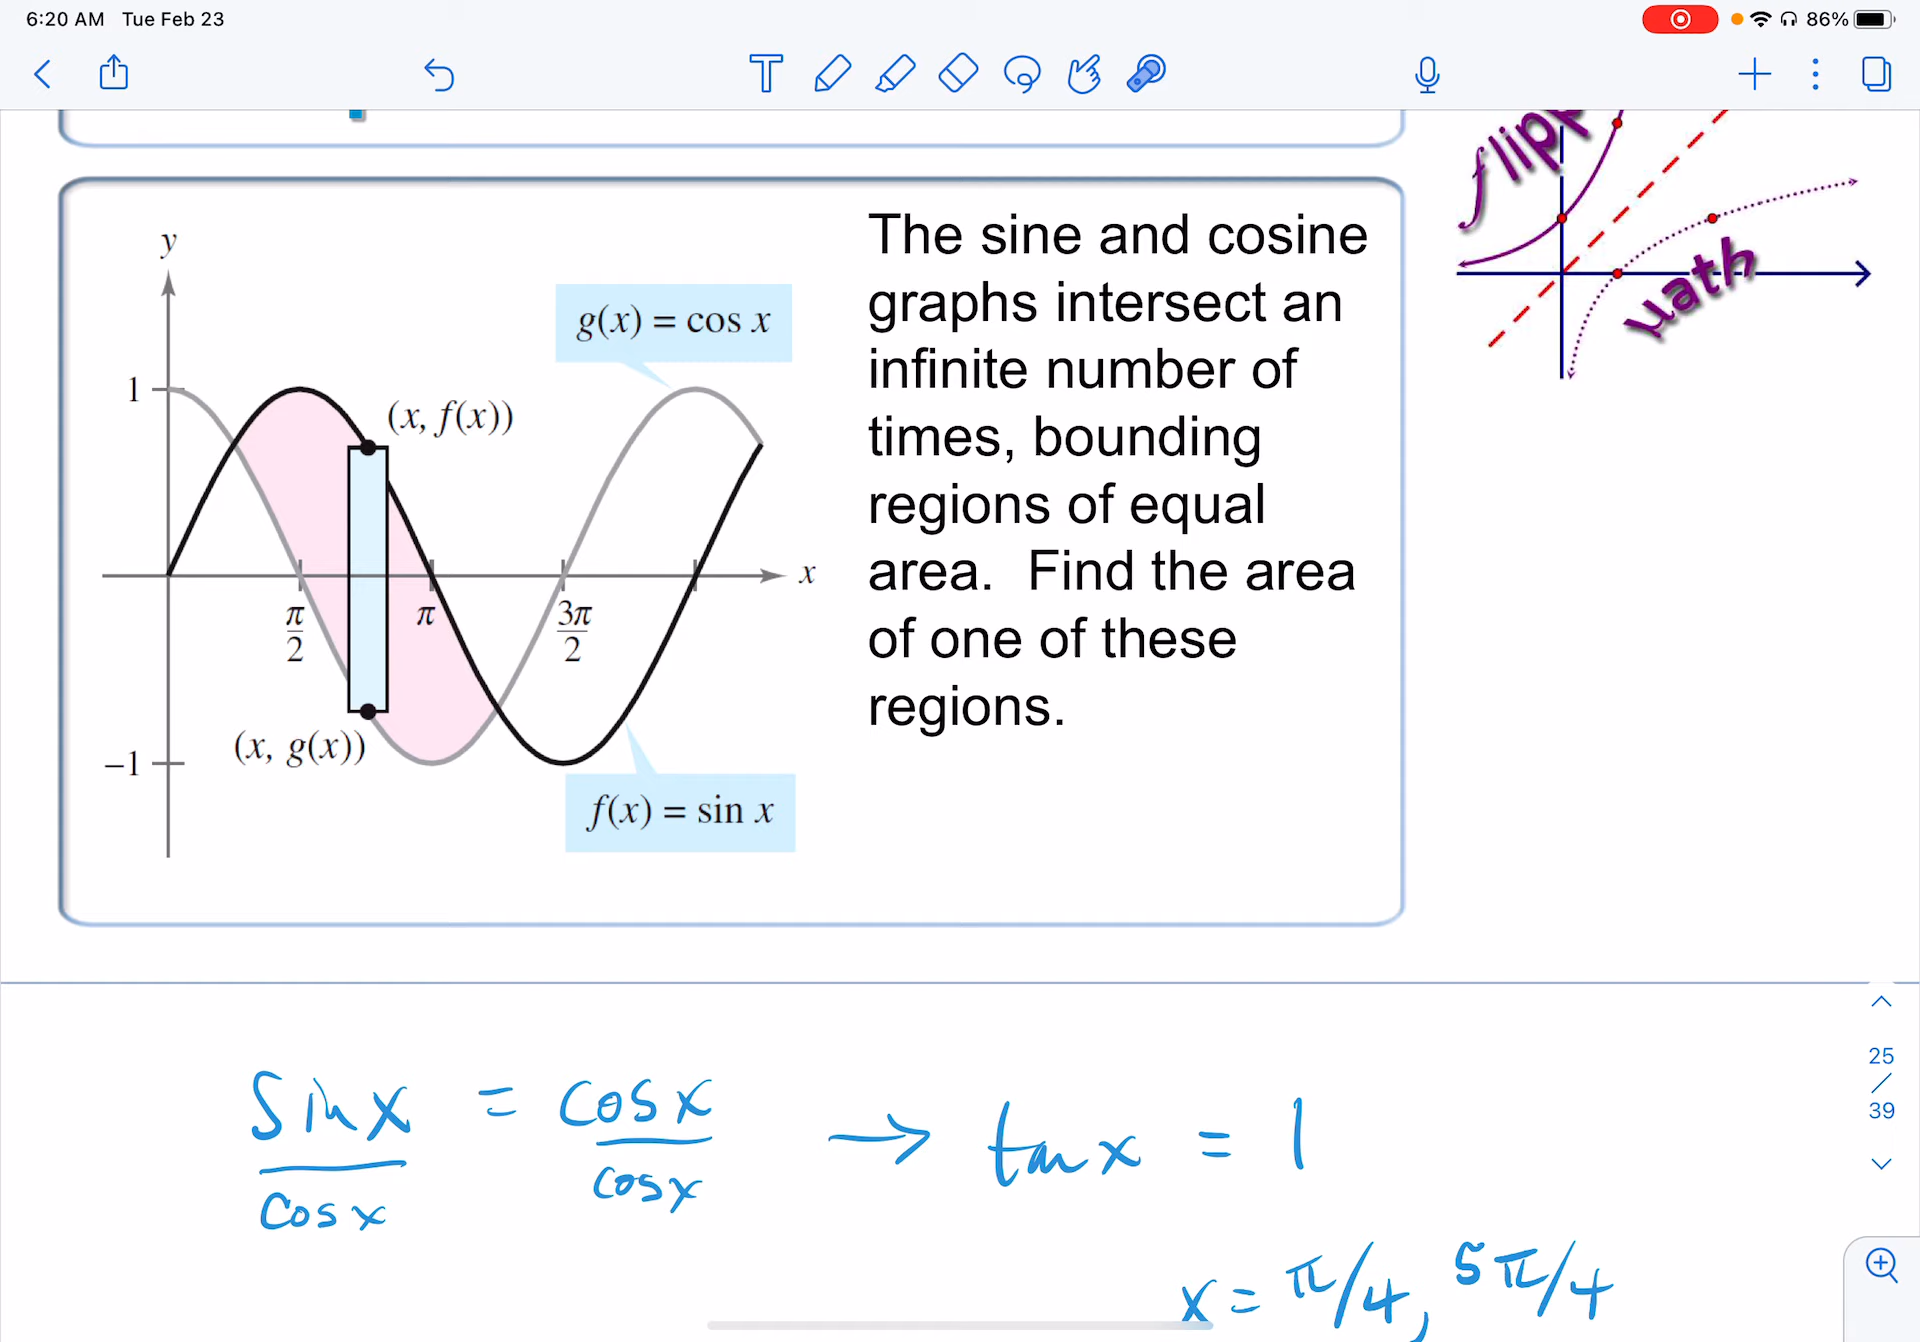 6:20 AM Tue Feb 23
86%
flipp
math
y
g(x) = cos x
1
(x, f(x))
x
π/2
π
3π/2
(x, g(x))
−1
f(x) = sin x
The sine and cosine
graphs intersect an
infinite number of
times, bounding
regions of equal
area. Find the area
of one of these
regions.
25
/
39
sin x / cos x = cos x / cos x → tan x = 1
x = π/4, 5π/4